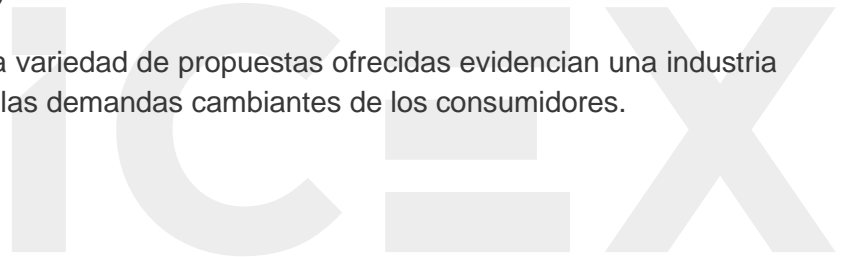 a variedad de propuestas ofrecidas evidencian una industria
las demandas cambiantes de los consumidores.
ICEX